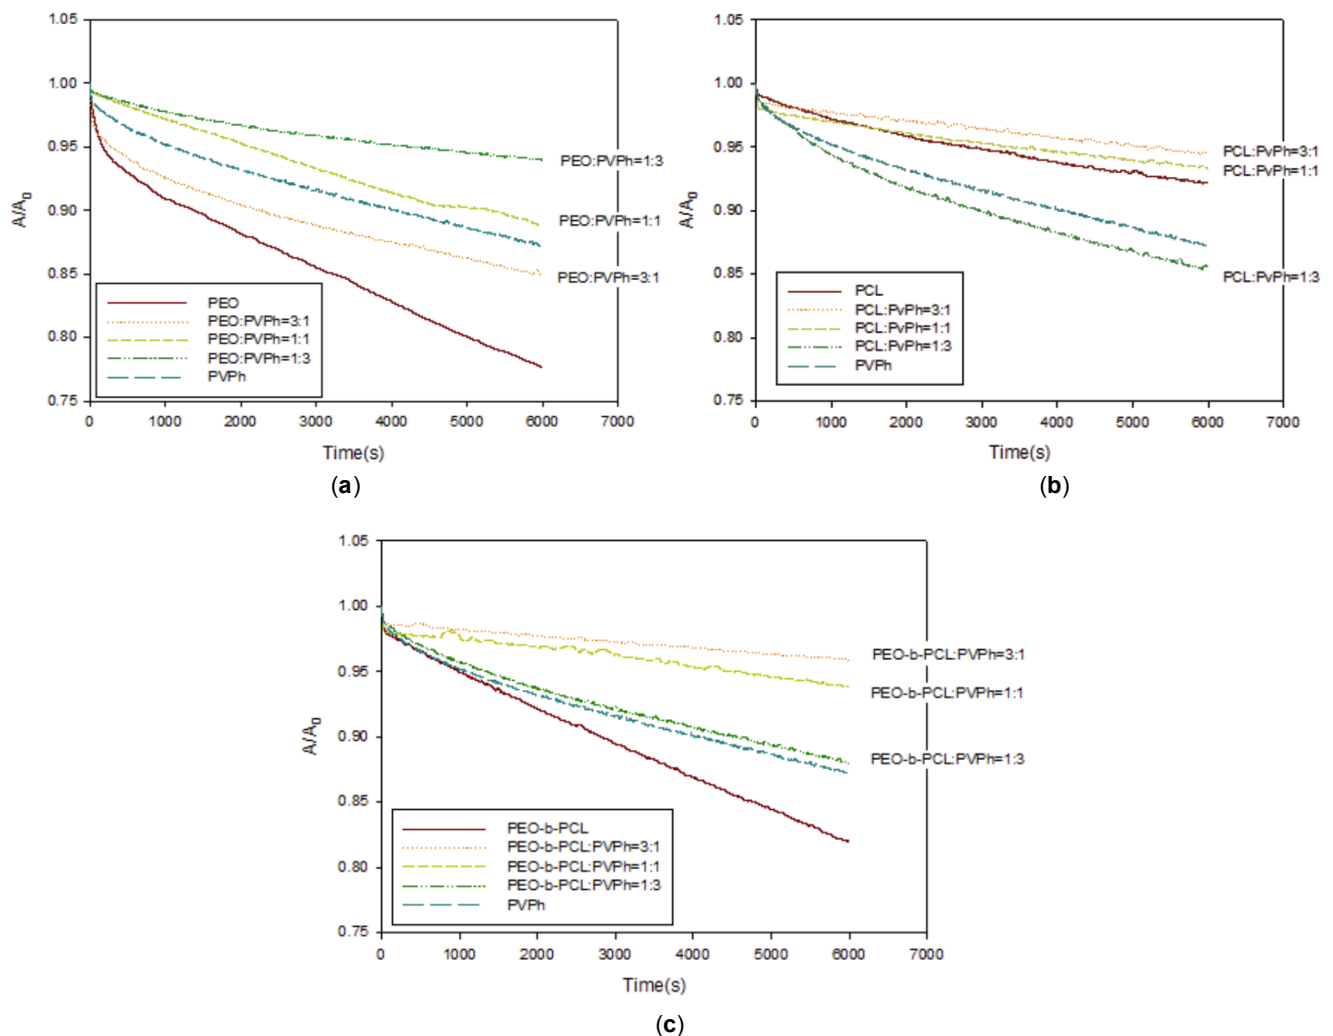 1.05
1.00
0.95
0.90
0.85
0.80
0.75
A/A0
0 1000 2000 3000 4000 5000 6000 7000
Time(s)
PEO:PVPh=1:3
PEO:PVPh=1:1
PEO:PVPh=3:1
PEO
PEO:PVPh=3:1
PEO:PVPh=1:1
PEO:PVPh=1:3
PVPh
(a)
1.05
1.00
0.95
0.90
0.85
0.80
0.75
A/A0
0 1000 2000 3000 4000 5000 6000 7000
Time(s)
PCL:PvPh=3:1
PCL:PvPh=1:1
PCL:PvPh=1:3
PCL
PCL:PvPh=3:1
PCL:PvPh=1:1
PCL:PvPh=1:3
PVPh
(b)
1.05
1.00
0.95
0.90
0.85
0.80
0.75
A/A0
0 1000 2000 3000 4000 5000 6000 7000
Time(s)
PEO-b-PCL:PVPh=3:1
PEO-b-PCL:PVPh=1:1
PEO-b-PCL:PVPh=1:3
PEO-b-PCL
PEO-b-PCL:PVPh=3:1
PEO-b-PCL:PVPh=1:1
PEO-b-PCL:PVPh=1:3
PVPh
(c)